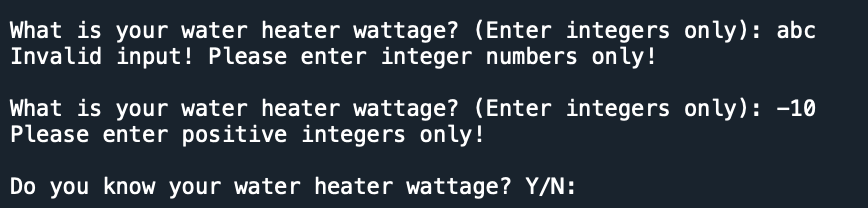 What is your water heater wattage? (Enter integers only): abc
Invalid input! Please enter integer numbers only!
What is your water heater wattage? (Enter integers only): -10
Please enter positive integers only!
Do you know your water heater wattage? Y/N: